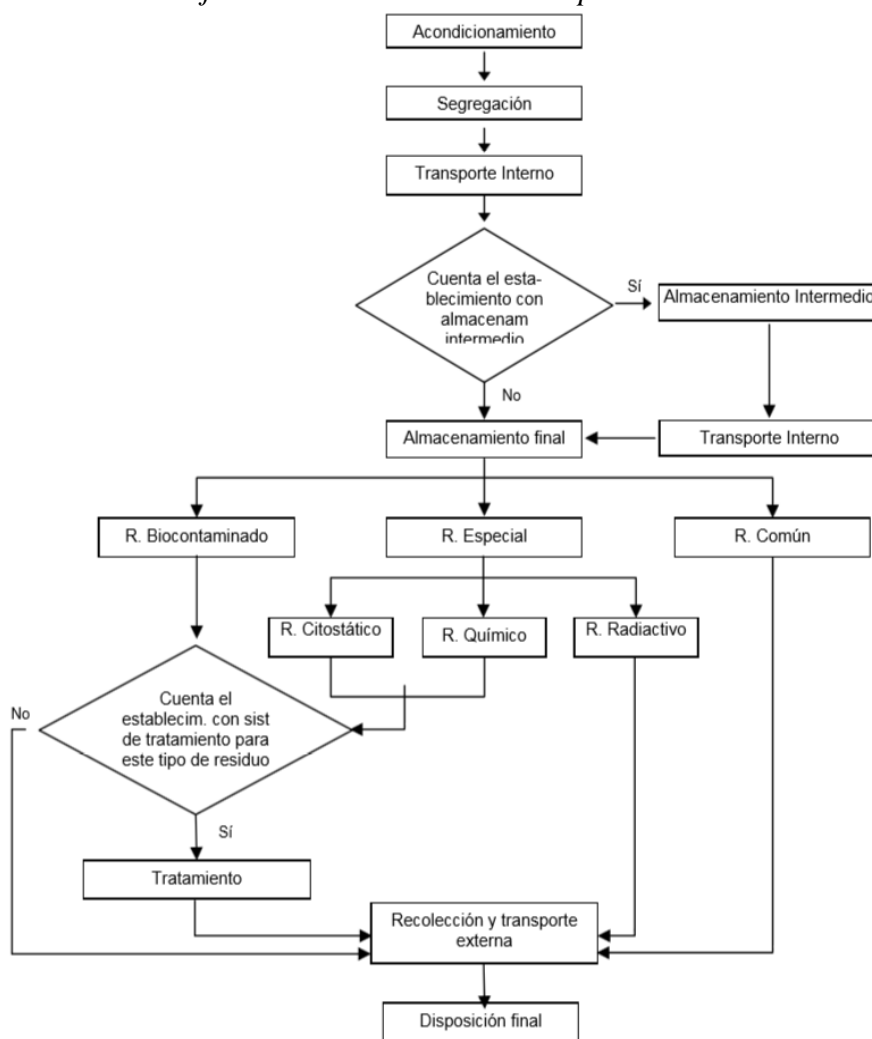 Acondicionamiento
Segregación
Transporte Interno
Cuenta el esta-
blecimiento con
almacenam
intermedio
Sí
Almacenamiento Intermedio
No
Almacenamiento final
Transporte Interno
R. Biocontaminado
R. Especial
R. Común
R. Citostático
R. Químico
R. Radiactivo
Cuenta el
establecim. con sist
de tratamiento para
este tipo de residuo
No
Sí
Tratamiento
Recolección y transporte
externa
Disposición final